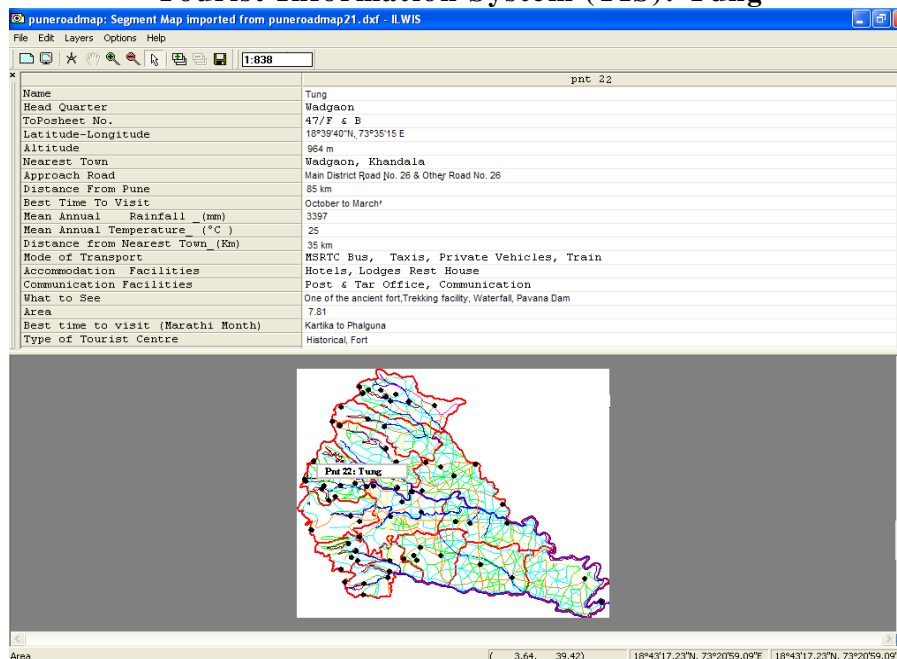 Tourist Information System (TIS): Tung
puneroadmap: Segment Map imported from puneroadmap21.dxf - ILWIS
File Edit Layers Options Help
1:838
pnt 22
Name Tung
Head Quarter Wadgaon
ToPosheet No. 47/F & B
Latitude-Longitude 18º39'40"N, 73º35'15 E
Altitude 964 m
Nearest Town Wadgaon, Khandala
Approach Road Main District Road No. 26 & Other Road No. 26
Distance From Pune 85 km
Best Time To Visit October to March'
Mean Annual Rainfall _(mm) 3397
Mean Annual Temperature_ (°C ) 25
Distance from Nearest Town_(Km) 35 km
Mode of Transport MSRTC Bus, Taxis, Private Vehicles, Train
Accommodation Facilities Hotels, Lodges Rest House
Communication Facilities Post & Tar Office, Communication
What to See One of the ancient fort,Trekking facility, Waterfall, Pavana Dam
Area 7.81
Best time to visit (Marathi Month) Kartika to Phalguna
Type of Tourist Centre Historical, Fort
Pnt 22: Tung
Area ( 3.64, 39.42) 18°43'17.23"N, 73°20'59.09"E 18°43'17.23"N, 73°20'59.09"